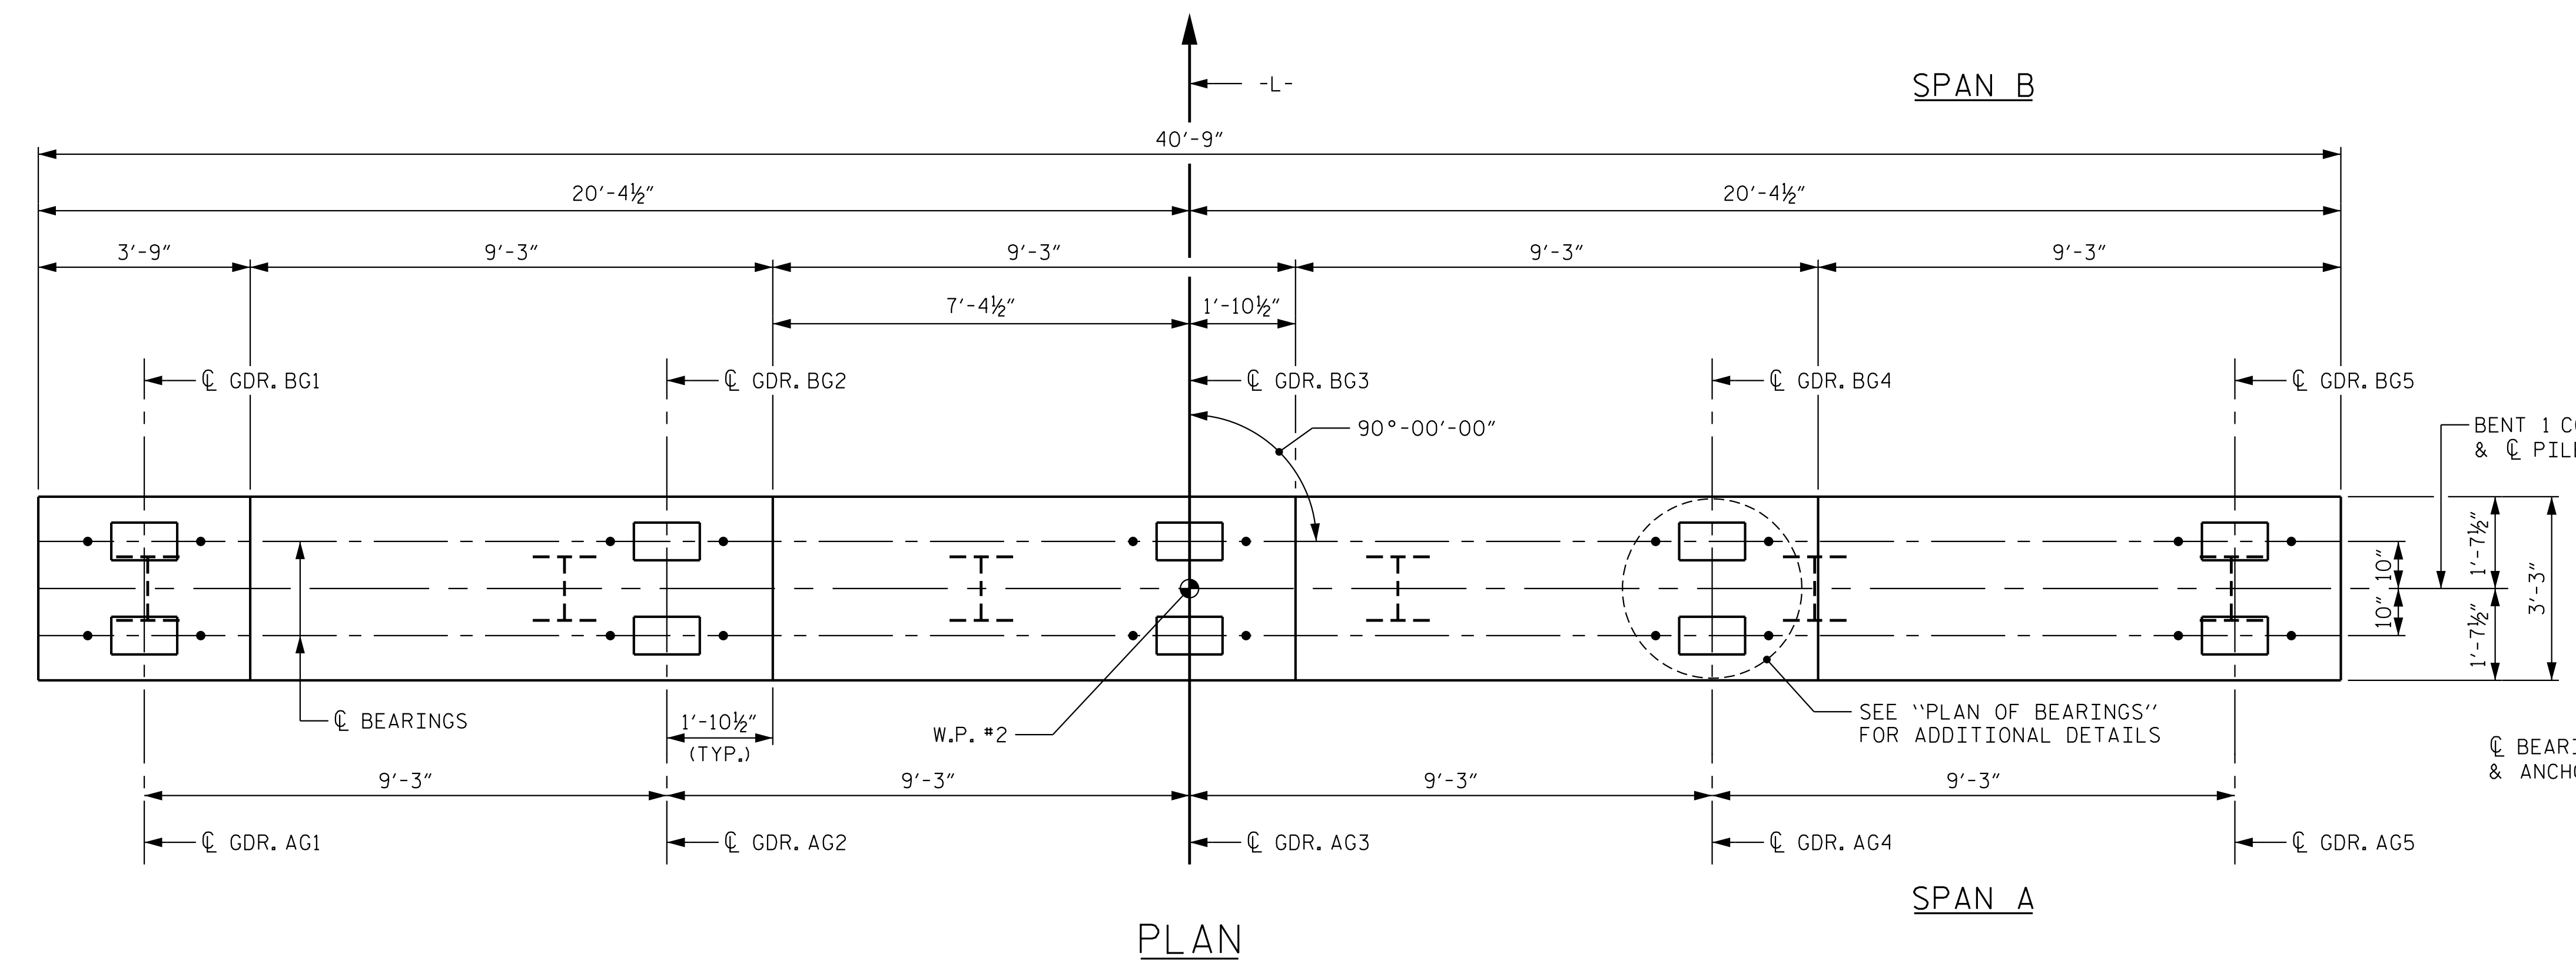 -L-
SPAN B
40'-9"
20'-4½" 20'-4½"
3'-9" 9'-3" 9'-3" 9'-3" 9'-3"
7'-4½" 1'-10½"
℄ GDR. BG1 ℄ GDR. BG2 ℄ GDR. BG3 ℄ GDR. BG4 ℄ GDR. BG5
90°-00'-00"
BENT 1
& ℄
10" 1'-7½"
3'-3"
10" 1'-7½"
℄ BEARINGS
1'-10½"
(TYP.)
W.P. #2
SEE "PLAN OF BEARINGS"
FOR ADDITIONAL DETAILS
℄
&
9'-3" 9'-3" 9'-3" 9'-3"
℄ GDR. AG1 ℄ GDR. AG2 ℄ GDR. AG3 ℄ GDR. AG4 ℄ GDR. AG5
SPAN A
PLAN